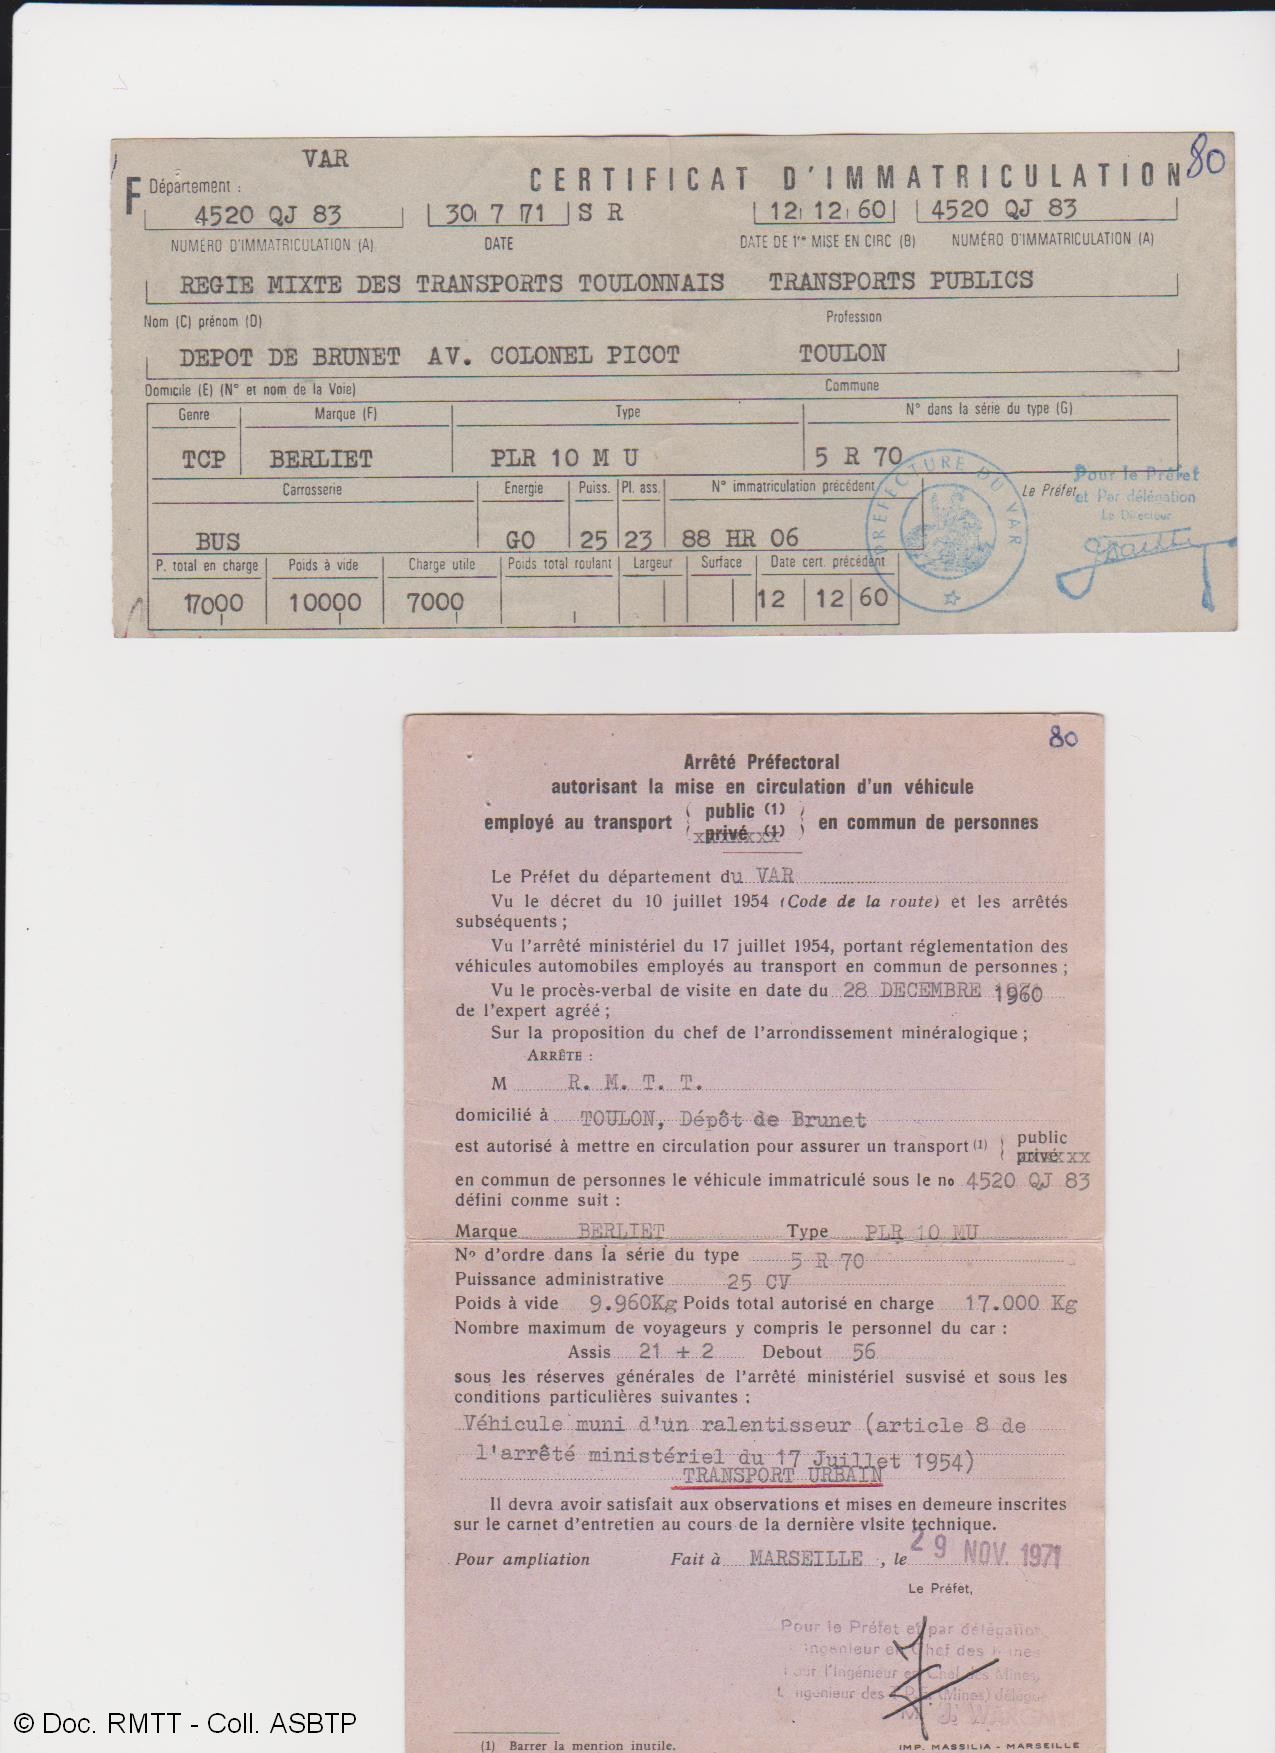 80
VAR
F Département : CERTIFICAT D'IMMATRICULATION
4520 QJ 83 30 7 71 S R 12 12 60 4520 QJ 83
NUMÉRO D'IMMATRICULATION (A) DATE DATE DE 1re MISE EN CIRC (B) NUMÉRO D'IMMATRICULATION (A)
REGIE MIXTE DES TRANSPORTS TOULONNAIS TRANSPORTS PUBLICS
Nom (C) prénom (D) Profession
DEPOT DE BRUNET AV. COLONEL PICOT TOULON
Domicile (E) (N° et nom de la Voie) Commune
Genre Marque (F) Type N° dans la série du type (G)
TCP BERLIET PLR 10 M U 5 R 70
Carrosserie Energie Puiss. Pl. ass. N° immatriculation précédent
BUS GO 25 23 88 HR 06
P. total en charge Poids à vide Charge utile Poids total roulant Largeur Surface Date cert. précédent
17000 10000 7000 12 12 60
PREFECTURE DU VAR
Le Préfet,
Pour le Préfet
et Par délégation
Le Directeur
80
Arrêté Préfectoral
autorisant la mise en circulation d'un véhicule
employé au transport ( public (1) ) en commun de personnes
( privé (1) )
Le Préfet du département du VAR
Vu le décret du 10 juillet 1954 (Code de la route) et les arrêtés
subséquents ;
Vu l'arrêté ministériel du 17 juillet 1954, portant réglementation des
véhicules automobiles employés au transport en commun de personnes ;
Vu le procès-verbal de visite en date du 28 DECEMBRE 1960
de l'expert agréé ;
Sur la proposition du chef de l'arrondissement minéralogique ;
ARRÊTE :
M R. M. T. T.
domicilié à TOULON, Dépôt de Brunet
est autorisé à mettre en circulation pour assurer un transport (1) ( public
( privé
en commun de personnes le véhicule immatriculé sous le no 4520 QJ 83
défini comme suit :
Marque BERLIET Type PLR 10 MU
No d'ordre dans la série du type 5 R 70
Puissance administrative 25 CV
Poids à vide 9.960Kg Poids total autorisé en charge 17.000 Kg
Nombre maximum de voyageurs y compris le personnel du car :
Assis 21 + 2 Debout 56
sous les réserves générales de l'arrêté ministériel susvisé et sous les
conditions particulières suivantes :
Véhicule muni d'un ralentisseur (article 8 de
l'arrêté ministériel du 17 Juillet 1954)
TRANSPORT URBAIN
Il devra avoir satisfait aux observations et mises en demeure inscrites
sur le carnet d'entretien au cours de la dernière visite technique.
Pour ampliation Fait à MARSEILLE, le 29 NOV. 1971
Le Préfet,
Pour le Préfet et par délégation
Ingénieur en Chef des Mines
Pour l'Ingénieur en Chef des Mines,
Ingénieur des T.P.E. (Mines) délégué
© Doc. RMTT - Coll. ASBTP
(1) Barrer la mention inutile. IMP. MASSILIA - MARSEILLE